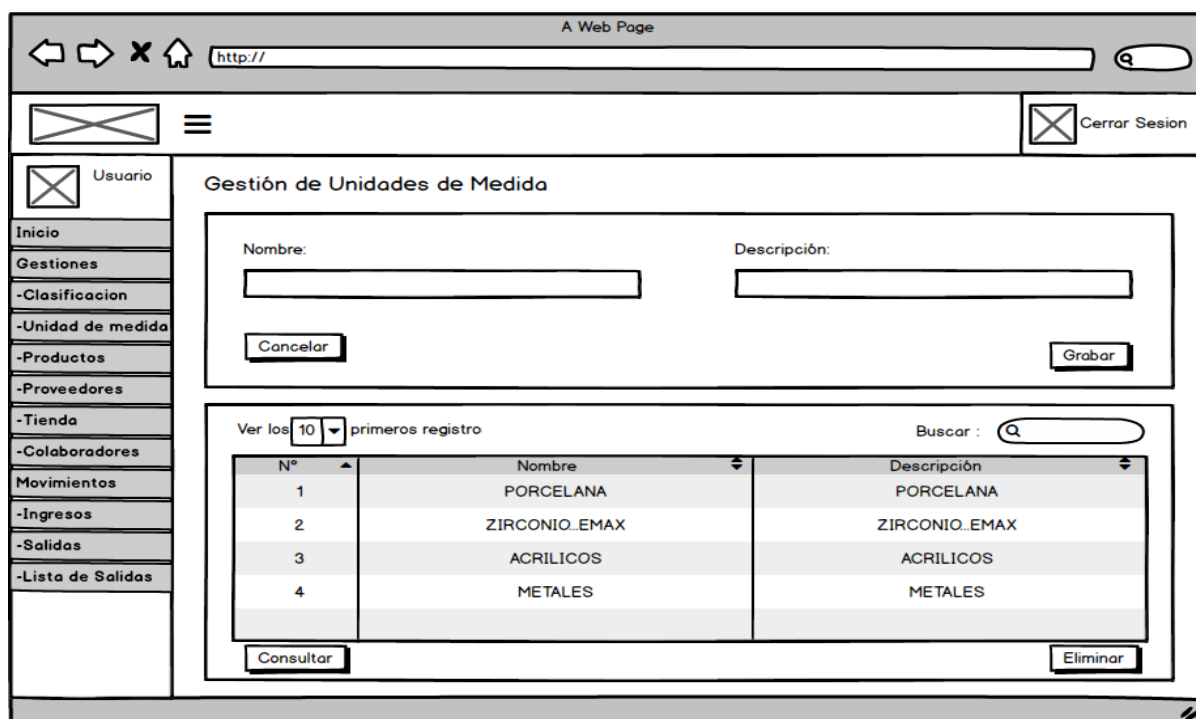 A Web Page
http://
Cerrar Sesion
Usuario
Inicio
Gestiones
-Clasificacion
-Unidad de medida
-Productos
-Proveedores
-Tienda
-Colaboradores
Movimientos
-Ingresos
-Salidas
-Lista de Salidas
Gestión de Unidades de Medida
Nombre: Descripción:
Cancelar Grabar
Ver los 10 primeros registro Buscar :
N° Nombre Descripción
1 PORCELANA PORCELANA
2 ZIRCONIO...EMAX ZIRCONIO...EMAX
3 ACRILICOS ACRILICOS
4 METALES METALES
Consultar Eliminar